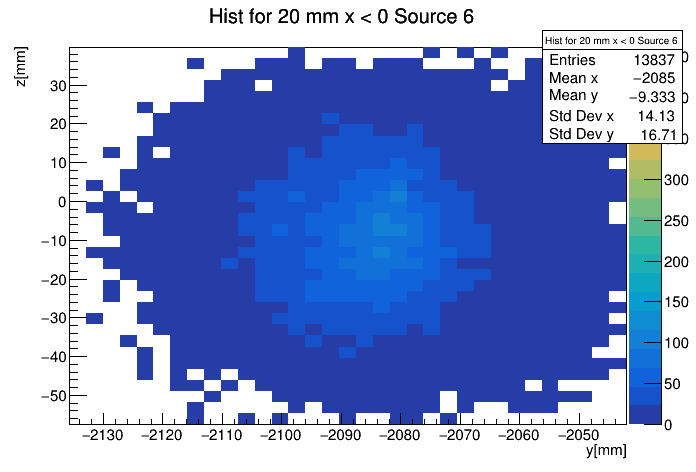 Hist for 20 mm x < 0 Source 6
Hist for 20 mm x < 0 Source 6
Entries 13837
Mean x −2085
Mean y −9.333
Std Dev x 14.13
Std Dev y 16.71
z[mm]
30
20
10
0
−10
−20
−30
−40
−50
−2130 −2120 −2110 −2100 −2090 −2080 −2070 −2060 −2050
y[mm]
300
250
200
150
100
50
0